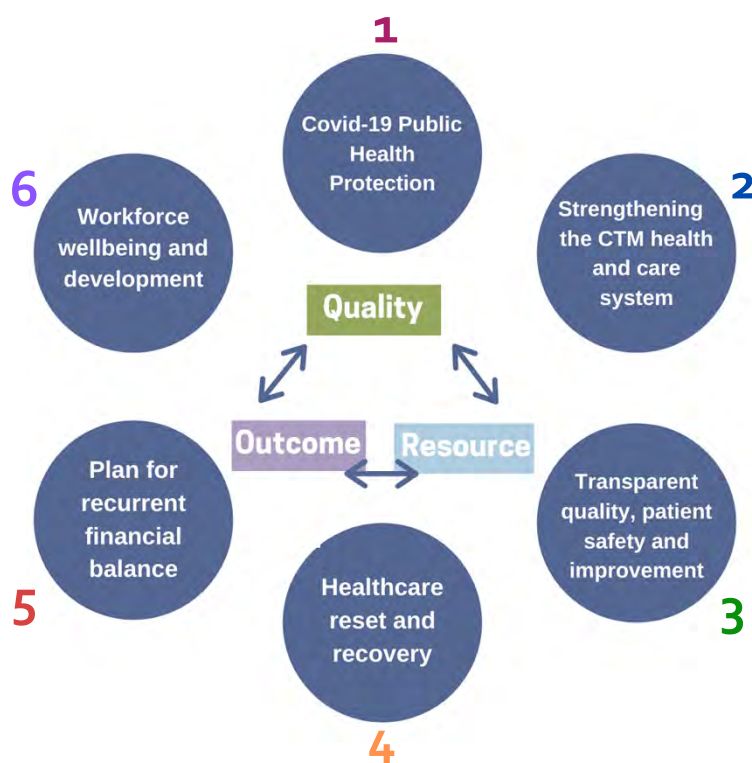 1
Covid-19 Public
Health
Protection
2
Strengthening
the CTM health
and care
system
Transparent
quality, patient
safety and
improvement
3
Healthcare
reset and
recovery
4
Plan for
recurrent
financial
balance
5
6
Workforce
wellbeing and
development
Quality
Outcome
Resource